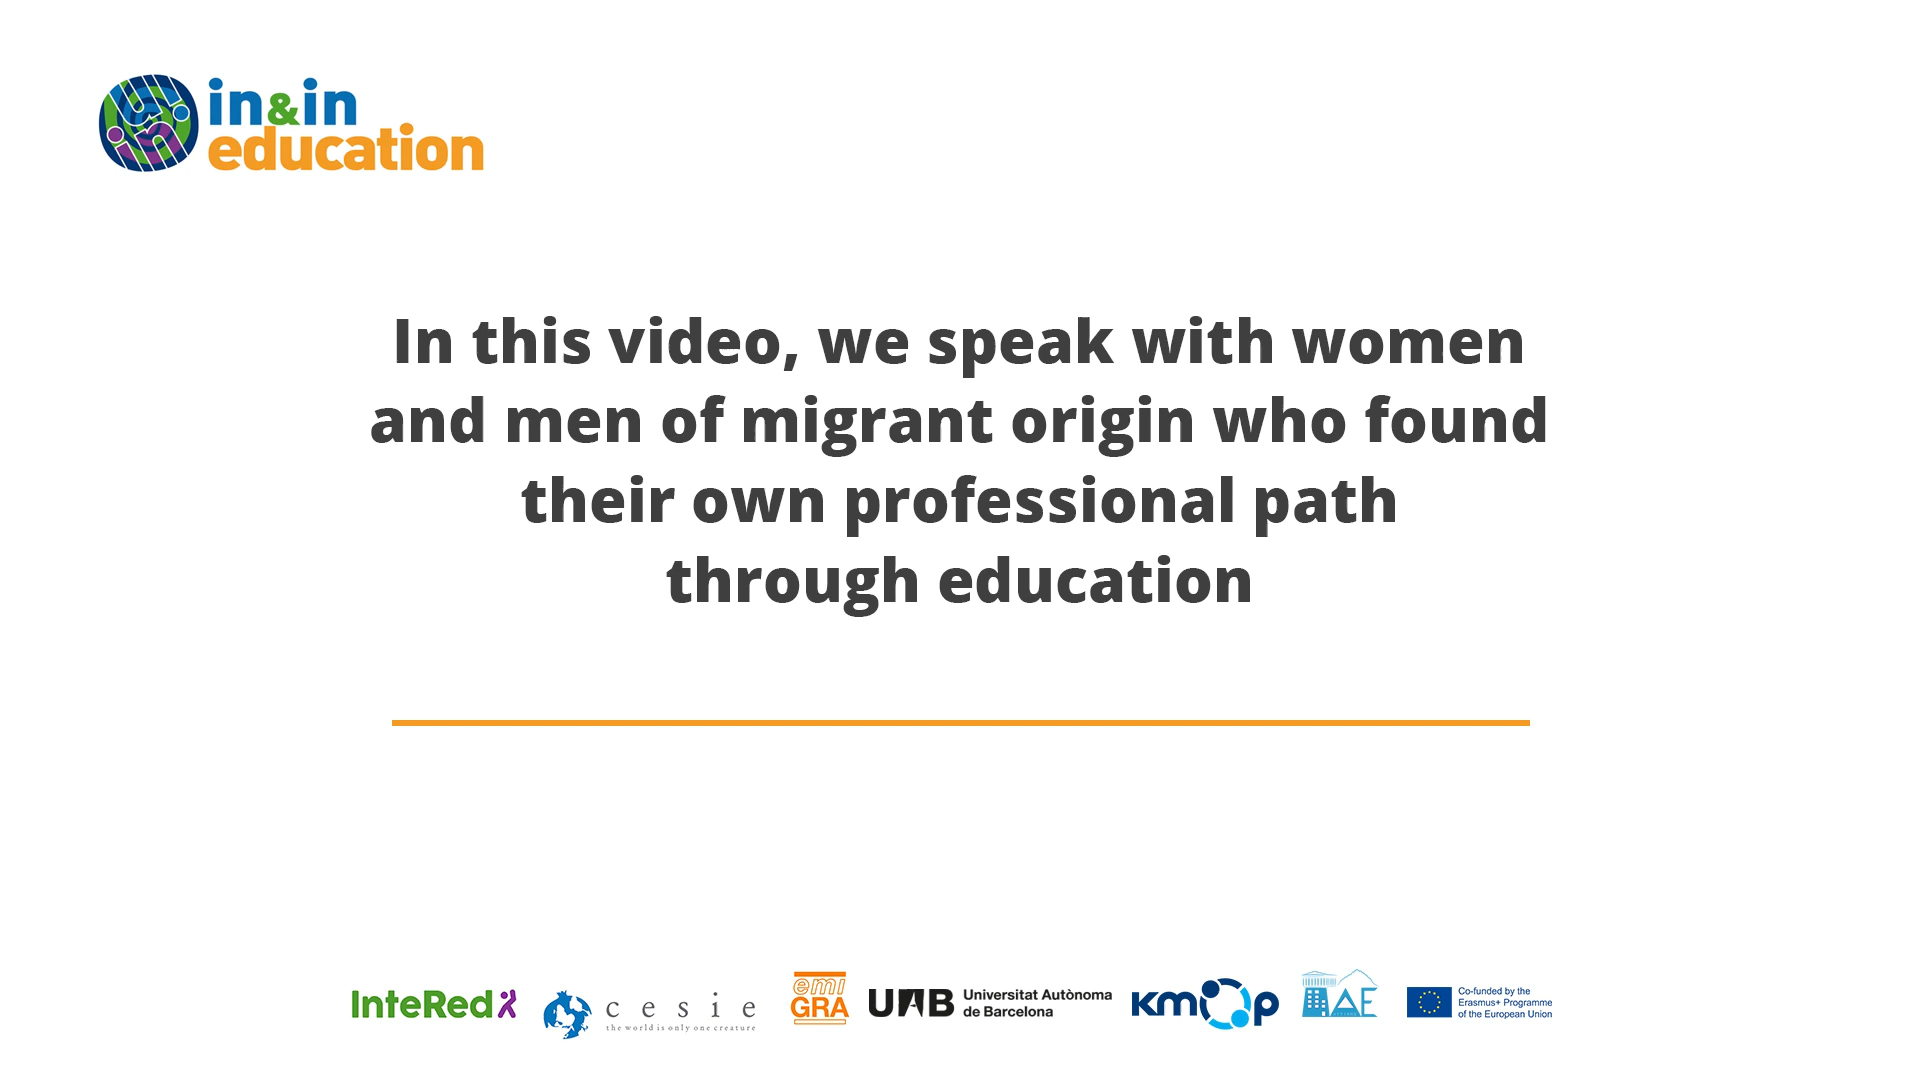 in&in
education
In this video, we speak with women
and men of migrant origin who found
their own professional path
through education
InteRed
cesie
the world is only one creature
emi
GRA
UAB Universitat Autònoma
de Barcelona
kmop
ΔΕ
Co-funded by the
Erasmus+ Programme
of the European Union